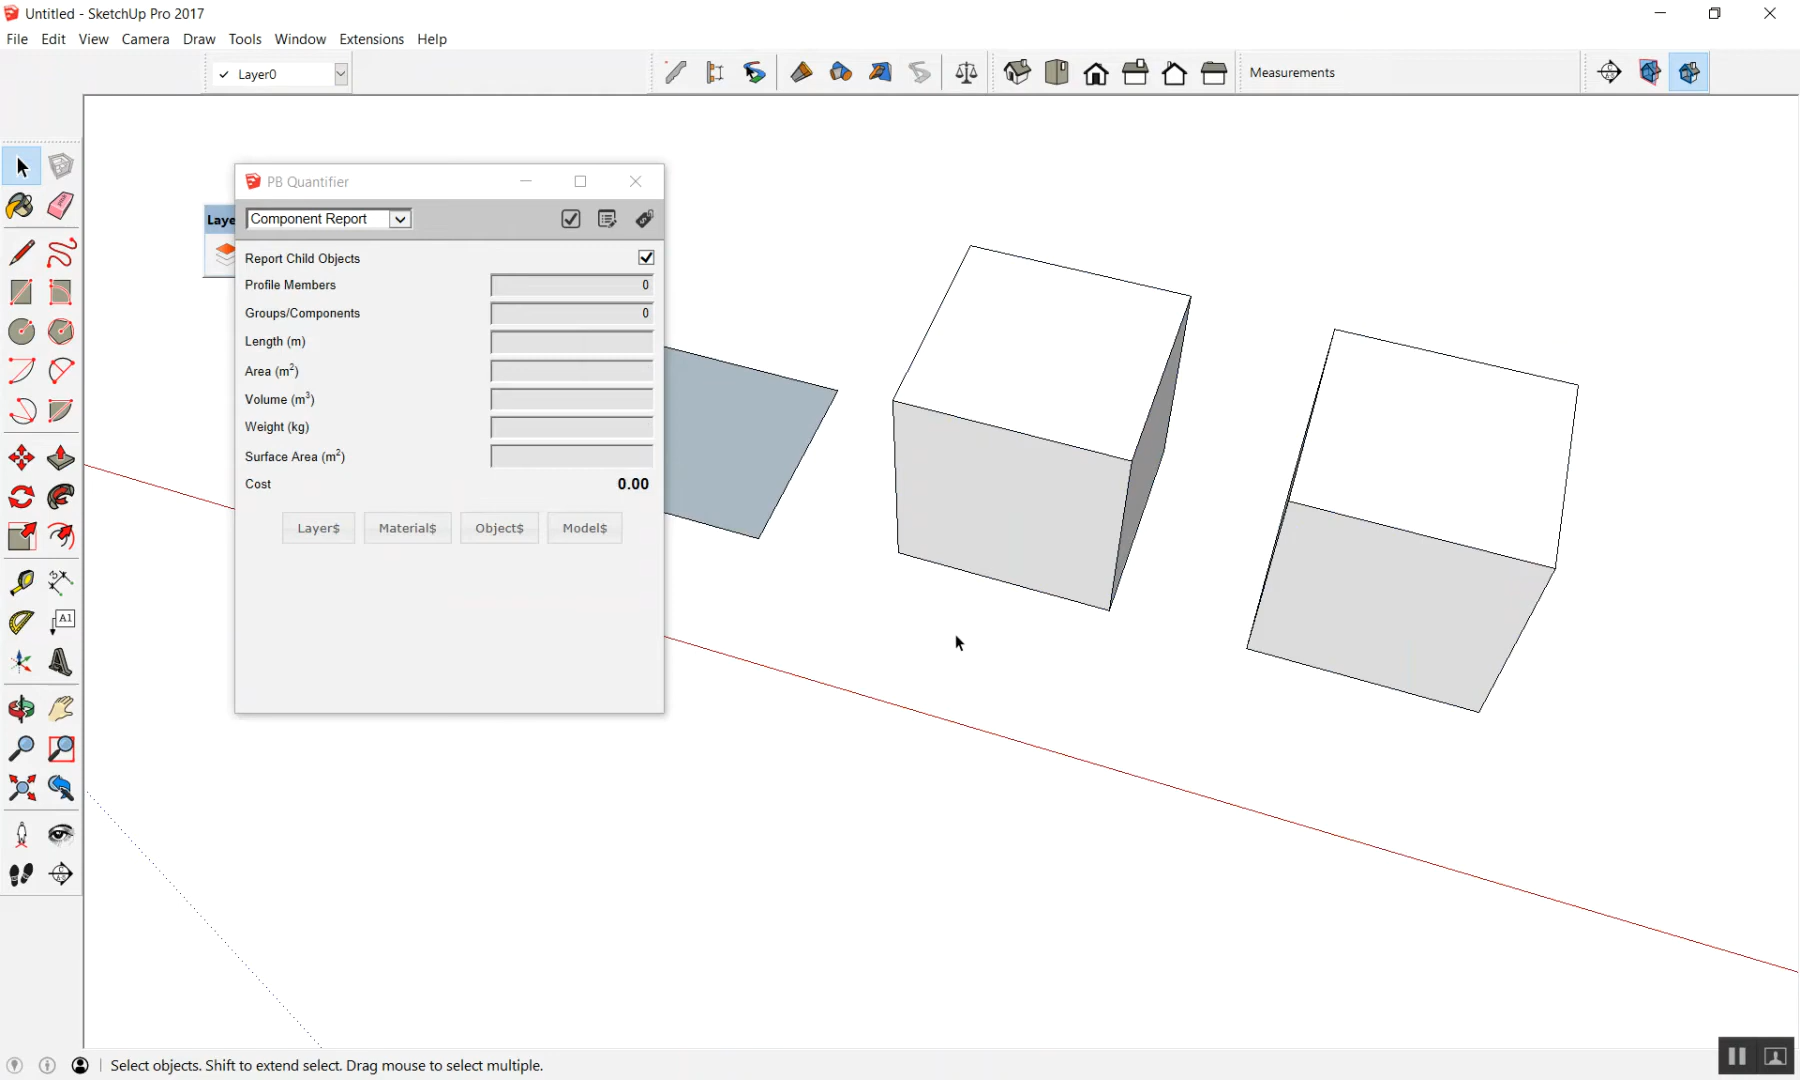 Untitled - SketchUp Pro 2017
File Edit View Camera Draw Tools Window Extensions Help
Layer0
Measurements
PB Quantifier
Laye
Component Report
Report Child Objects
Profile Members 0
Groups/Components 0
Length (m)
Area (m²)
Volume (m³)
Weight (kg)
Surface Area (m²)
Cost 0.00
Layer$ Material$ Object$ Model$
A1
Select objects. Shift to extend select. Drag mouse to select multiple.